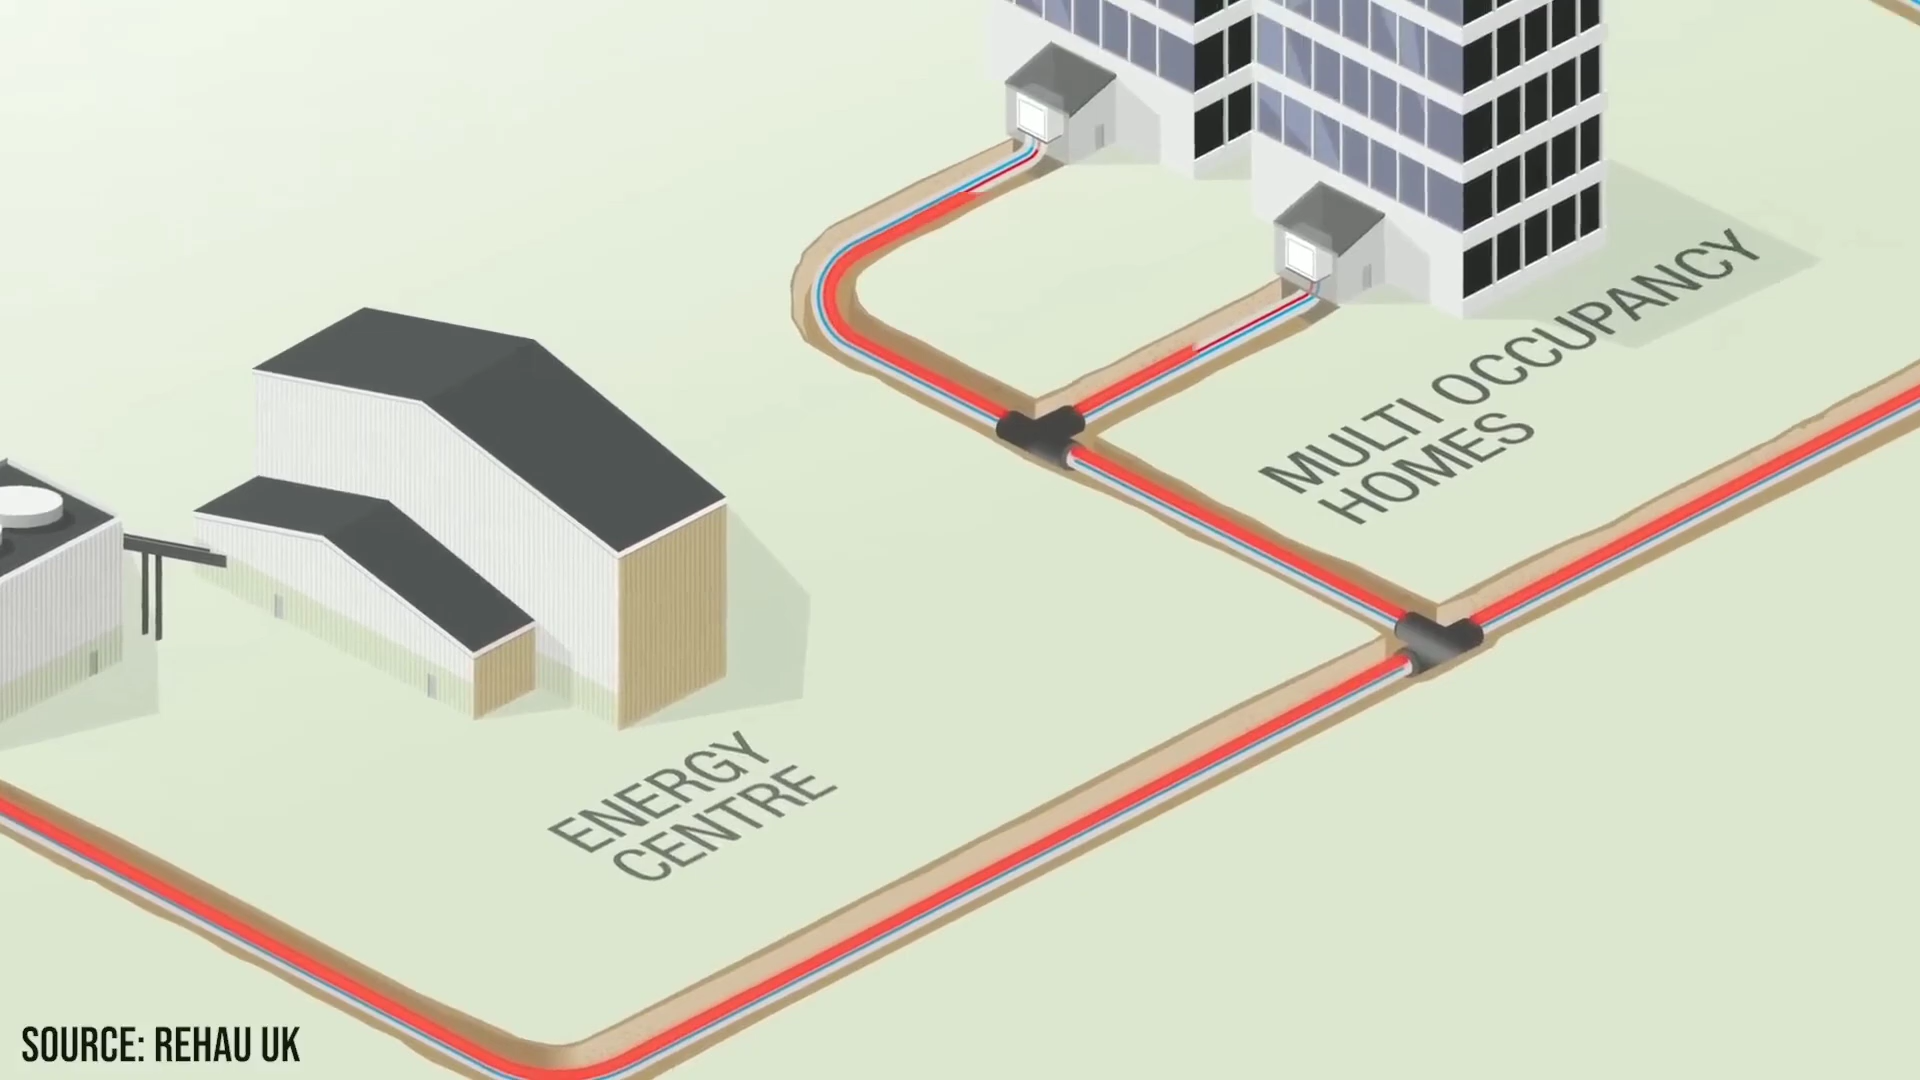 MULTI OCCUPANCY
HOMES
ENERGY
CENTRE
SOURCE: REHAU UK